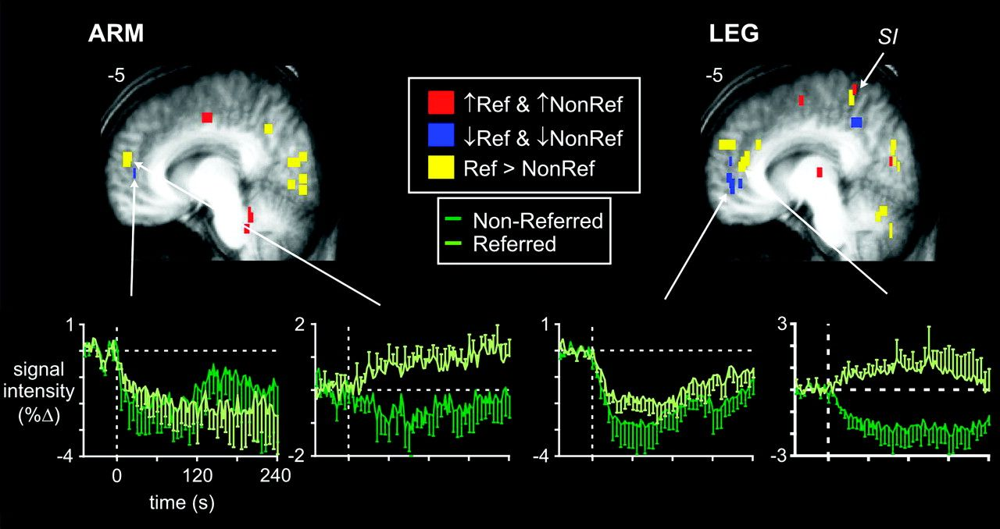 ARM
LEG
SI
-5
-5
↑Ref & ↑NonRef
↓Ref & ↓NonRef
Ref > NonRef
Non-Referred
Referred
signal
intensity
(%Δ)
1
-4
2
-2
1
-4
3
-3
0
120
240
time (s)